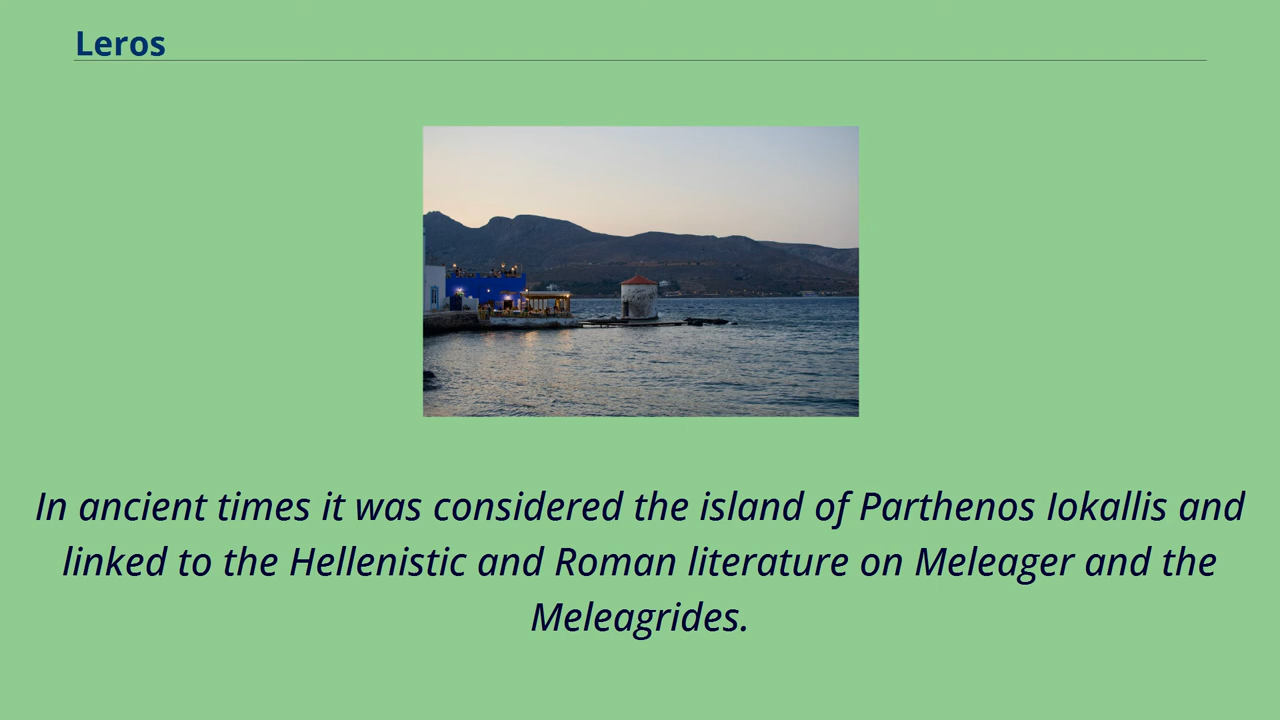 Leros
In ancient times it was considered the island of Parthenos Iokallis and
linked to the Hellenistic and Roman literature on Meleager and the
Meleagrides.